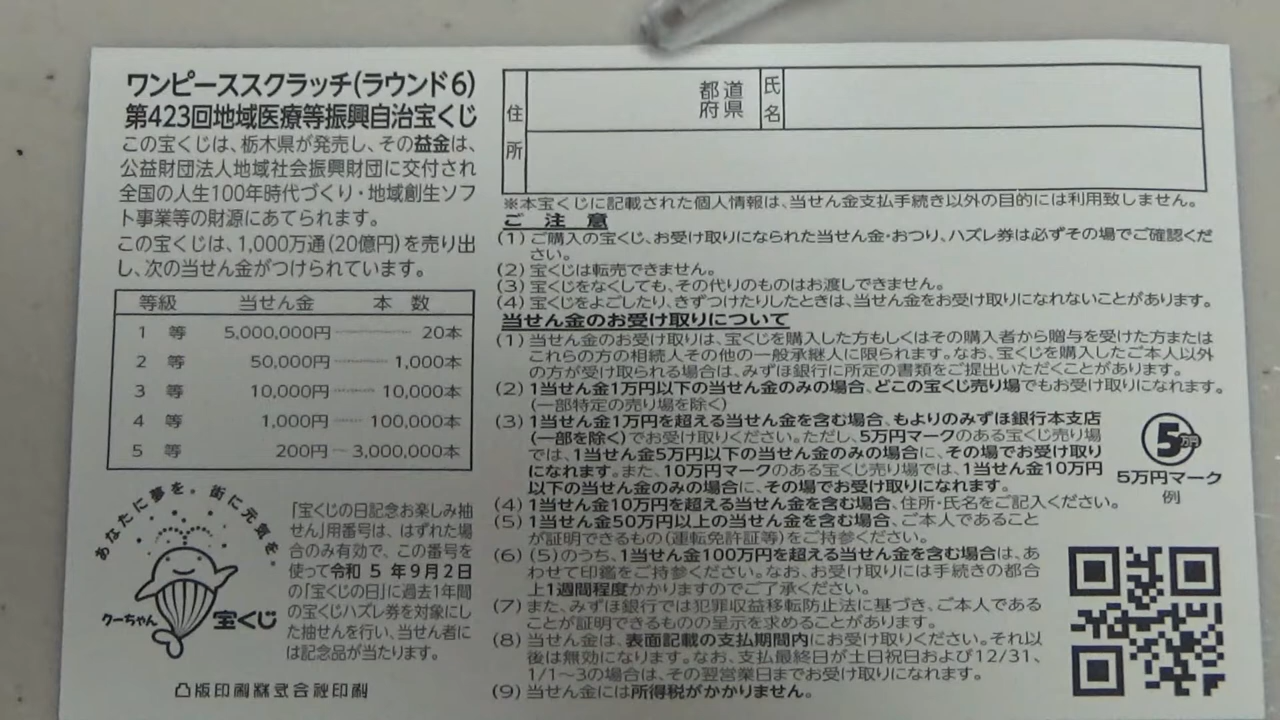 ワンピーススクラッチ(ラウンド6)
第423回地域医療等振興自治宝くじ
この宝くじは、栃木県が発売し、その益金は、
公益財団法人地域社会振興財団に交付され
全国の人生100年時代づくり・地域創生ソフ
ト事業等の財源にあてられます。
この宝くじは、1,000万通(20億円)を売り出
し、次の当せん金がつけられています。
等級 当せん金 本数
1等 5,000,000円 20本
2等 50,000円 1,000本
3等 10,000円 10,000本
4等 1,000円 100,000本
5等 200円 3,000,000本
あなたに夢を。街に元気を。
クーちゃん 宝くじ
「宝くじの日記念お楽しみ抽
せん」用番号は、はずれた場
合のみ有効で、この番号を
使って令和5年9月2日
の「宝くじの日」に過去1年間
の宝くじハズレ券を対象にし
た抽せんを行い、当せん者に
は記念品が当たります。
凸版印刷株式会社印刷
住所
都道府県
氏名
※本宝くじに記載された個人情報は、当せん金支払手続き以外の目的には利用致しません。
ご注意
(1) ご購入の宝くじ、お受け取りになられた当せん金・おつり、ハズレ券は必ずその場でご確認くだ
さい。
(2) 宝くじは転売できません。
(3) 宝くじをなくしても、その代りのものはお渡しできません。
(4) 宝くじをよごしたり、きずつけたりしたときは、当せん金をお受け取りになれないことがあります。
当せん金のお受け取りについて
(1) 当せん金のお受け取りは、宝くじを購入した方もしくはその購入者から贈与を受けた方または
これらの方の相続人その他の一般承継人に限られます。なお、宝くじを購入したご本人以外
の方が受け取られる場合は、みずほ銀行に所定の書類をご提出いただくことがあります。
(2) 1当せん金1万円以下の当せん金のみの場合、どこの宝くじ売り場でもお受け取りになれます。
(一部特定の売り場を除く)
(3) 1当せん金1万円を超える当せん金を含む場合、もよりのみずほ銀行本支店
(一部を除く)でお受け取りください。ただし、5万円マークのある宝くじ売り場
では、1当せん金5万円以下の当せん金のみの場合に、その場でお受け取り
になれます。また、10万円マークのある宝くじ売り場では、1当せん金10万円
以下の当せん金のみの場合に、その場でお受け取りになれます。
(4) 1当せん金10万円を超える当せん金を含む場合、住所・氏名をご記入ください。
(5) 1当せん金50万円以上の当せん金を含む場合、ご本人であること
が証明できるもの(運転免許証等)をご持参ください。
(6) (5)のうち、1当せん金100万円を超える当せん金を含む場合は、あ
わせて印鑑をご持参ください。なお、お受け取りには手続きの都合
上1週間程度かかりますのでご了承ください。
(7) また、みずほ銀行では犯罪収益移転防止法に基づき、ご本人である
ことが証明できるものの呈示を求めることがあります。
(8) 当せん金は、表面記載の支払期間内にお受け取りください。それ以
後は無効になります。なお、支払最終日が土日祝日および12/31、
1/1~3の場合は、その翌営業日までお受け取りになれます。
(9) 当せん金には所得税がかかりません。
5万円
5万円マーク
例